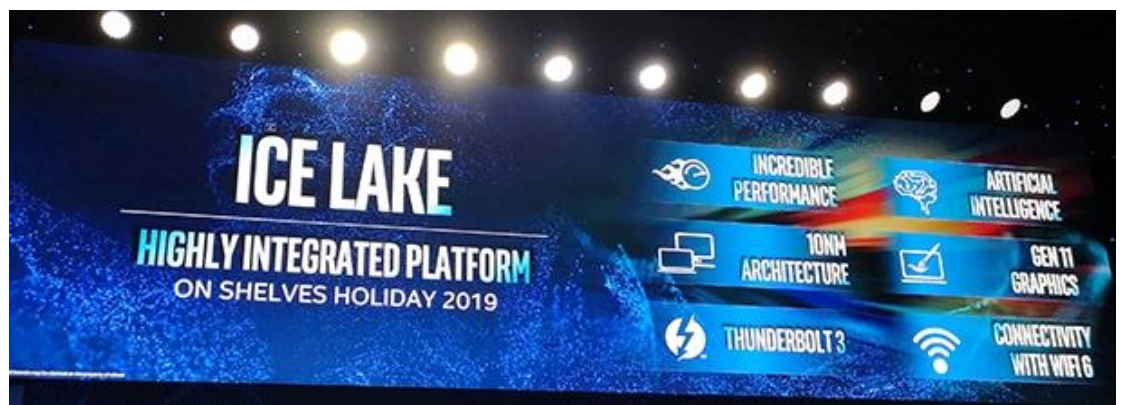 ICE LAKE
HIGHLY INTEGRATED PLATFORM
ON SHELVES HOLIDAY 2019
INCREDIBLE
PERFORMANCE
ARTIFICIAL
INTELLIGENCE
10NM
ARCHITECTURE
GEN 11
GRAPHICS
THUNDERBOLT 3
CONNECTIVITY
WITH WIFI 6